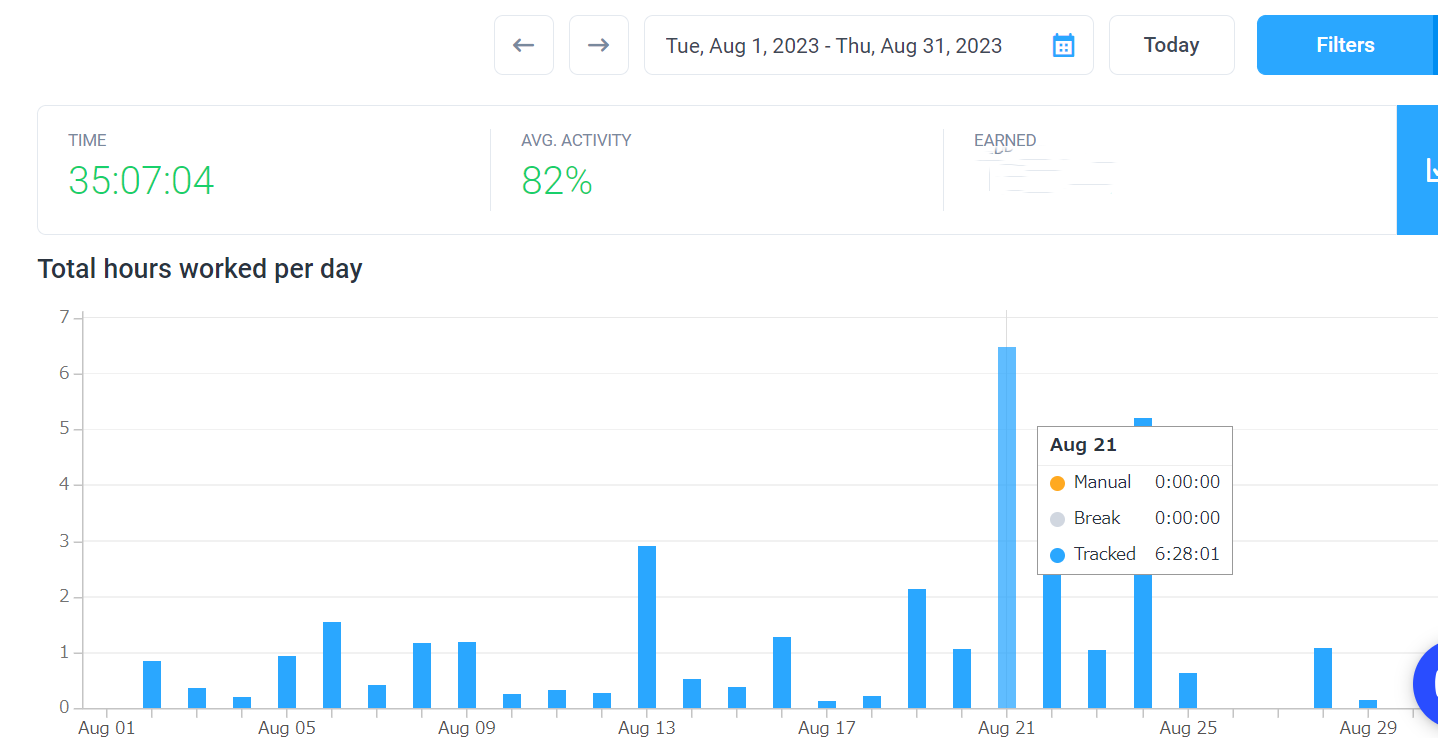 Tue, Aug 1, 2023 - Thu, Aug 31, 2023
Today
Filters
TIME
AVG. ACTIVITY
EARNED
35:07:04
82%
Total hours worked per day
7
6
5
4
3
2
1
0
Aug 21
Manual 0:00:00
Break 0:00:00
Tracked 6:28:01
Aug 01 Aug 05 Aug 09 Aug 13 Aug 17 Aug 21 Aug 25 Aug 29